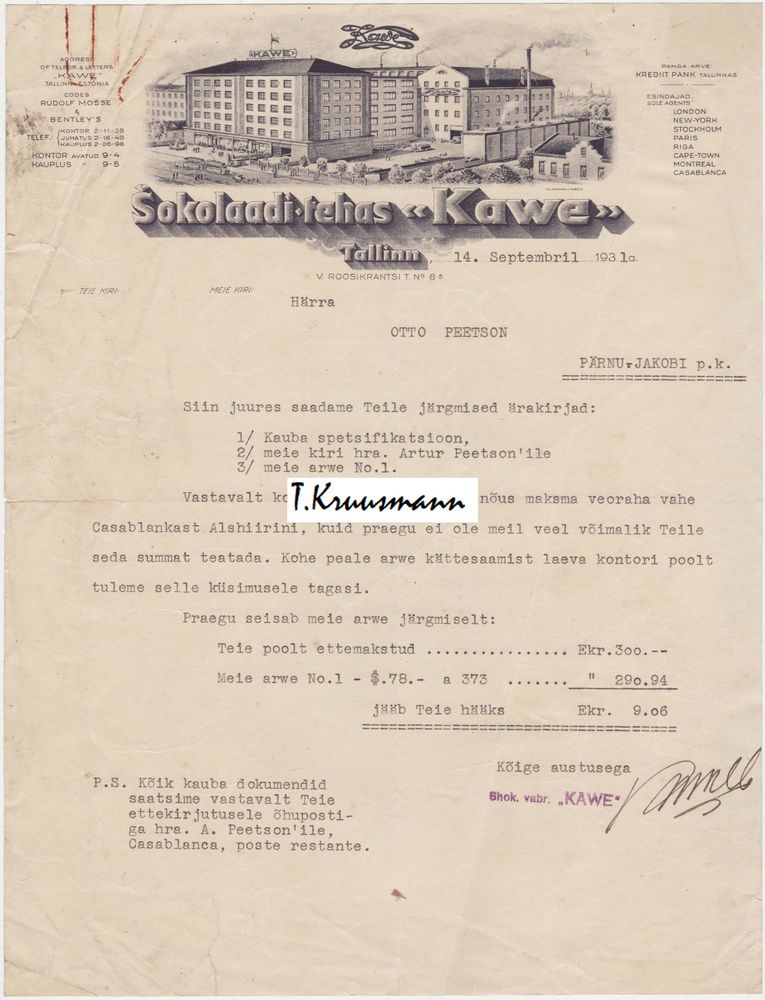 Kawe
"KAWE"
ADDRESS
OF TELEGR. & LETTERS
"KAWE"
TALLINN-ESTONIA
CODES
RUDOLF MOSSE
&
BENTLEY'S
TELEF.
KONTOR 2-11-38
JUHATUS 2-16-48
KAUPLUS 2-06-96
KONTOR AVATUD 9-4
KAUPLUS " 9-5
PANGA ARVE:
KREDIIT PANK TALLINNAS
ESINDAJAD
SOLE AGENTS
LONDON
NEW-YORK
STOCKHOLM
PARIS
RIGA
CAPE-TOWN
MONTREAL
CASABLANCA
Šokolaadi-tehas «Kawe»
Tallinn, 14. Septembril 1931a.
V. ROOSIKRANTSI T. Nº 8ª
TEIE KIRI: MEIE KIRI:
Härra
OTTO PEETSON
PÄRNU-JAKOBI p.k.
Siin juures saadame Teile järgmised ärakirjad:
1/ Kauba spetsifikatsioon,
2/ meie kiri hra. Artur Peetson'ile
3/ meie arwe No.1.
Vastavalt T.Kruusmann nõus maksma veoraha vahe
Casablankast Alshiirini, kuid praegu ei ole meil veel võimalik Teile
seda summat teatada. Kohe peale arwe kättesaamist laeva kontori poolt
tuleme selle küsimusele tagasi.
Praegu seisab meie arwe järgmiselt:
Teie poolt ettemakstud ................ Ekr.3oo.--
Meie arwe No.1 - $.78.- a 373 ....... " 29o.94
jääb Teie hääks Ekr. 9.o6
Kõige austusega
Shok. vabr. „KAWE"
P.S. Kõik kauba dokumendid
saatsime vastavalt Teie
ettekirjutusele õhuposti-
ga hra. A. Peetson'ile,
Casablanca, poste restante.